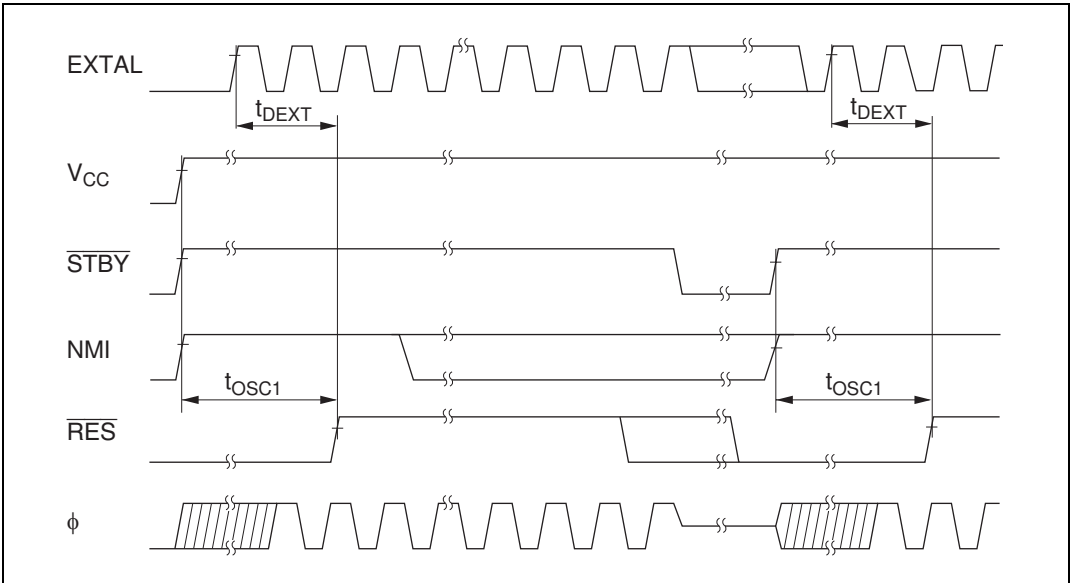 EXTAL
tDEXT tDEXT
VCC
STBY
NMI
tOSC1 tOSC1
RES
ϕ